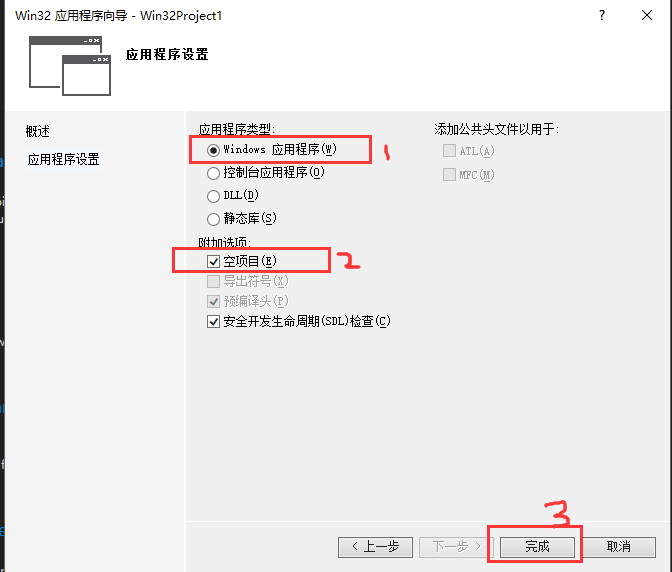 Win32 应用程序向导 - Win32Project1
?
应用程序设置
概述
应用程序设置
应用程序类型:
Windows 应用程序(W)
1
控制台应用程序(O)
DLL(D)
静态库(S)
附加选项:
空项目(E)
2
导出符号(X)
预编译头(P)
安全开发生命周期(SDL)检查(C)
添加公共头文件以用于:
ATL(A)
MFC(M)
3
< 上一步
下一步 >
完成
取消